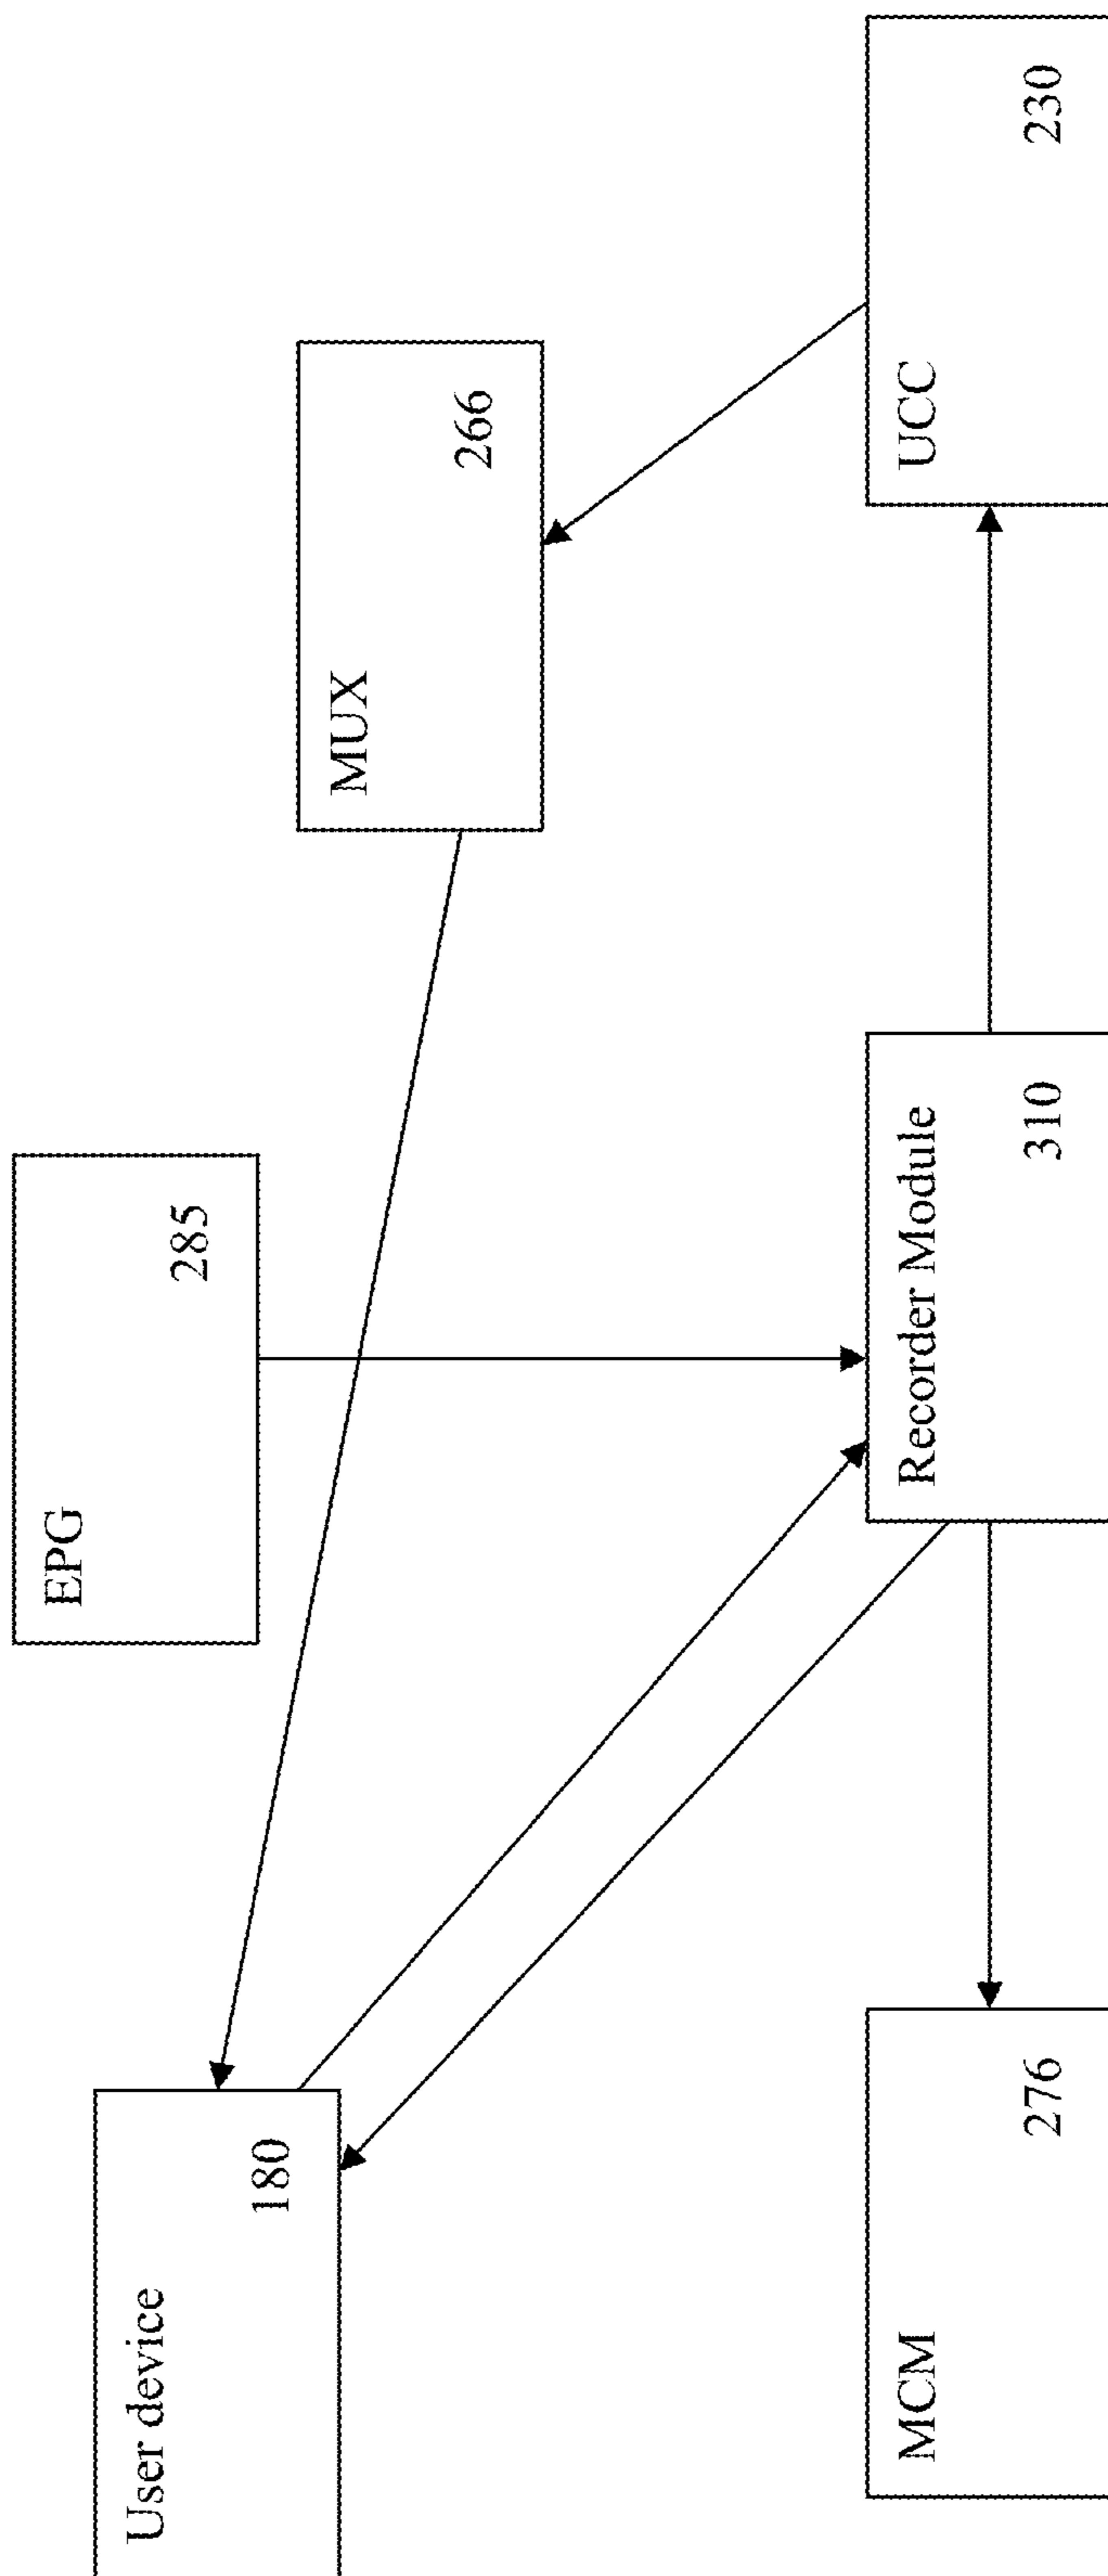 User device
180
EPG
285
MUX
266
MCM
276
Recorder Module
310
UCC
230